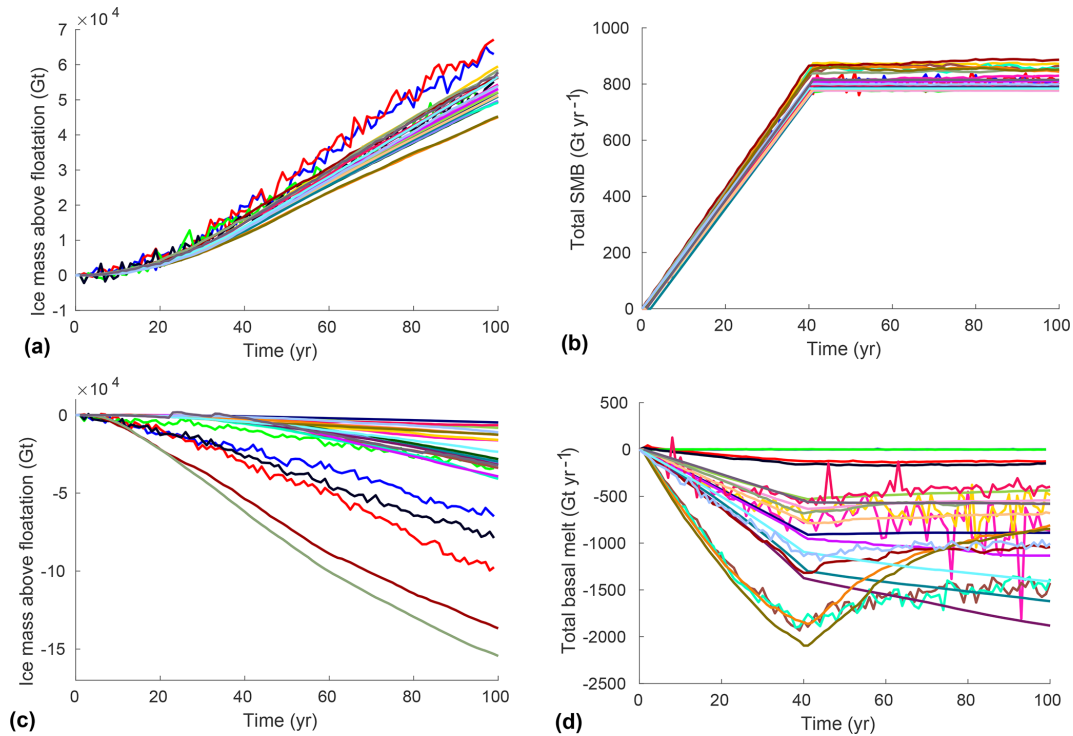 ×10 4
7
6
5
4
3
2
1
0
-1
Ice mass above floatation (Gt)
0 20 40 60 80 100
Time (yr)
(a)
1000
800
600
400
200
0
Total SMB (Gt yr−1)
0 20 40 60 80 100
Time (yr)
(b)
×10 4
0
-5
-10
-15
Ice mass above floatation (Gt)
0 20 40 60 80 100
Time (yr)
(c)
500
0
-500
-1000
-1500
-2000
-2500
Total basal melt (Gt yr−1)
0 20 40 60 80 100
Time (yr)
(d)